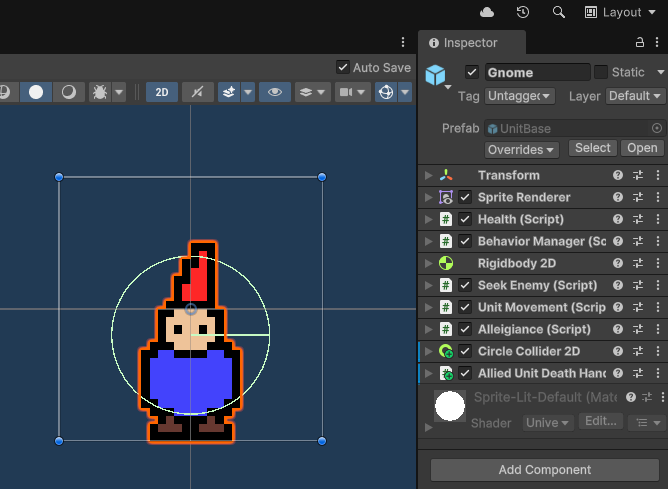 Layout
Inspector
Auto Save
Gnome
Static
Tag
Untagged
Layer
Default
2D
Prefab
UnitBase
Overrides
Select
Open
Transform
Sprite Renderer
Health (Script)
Behavior Manager (Sc
Rigidbody 2D
Seek Enemy (Script)
Unit Movement (Scrip
Alleigiance (Script)
Circle Collider 2D
Allied Unit Death Hand
Sprite-Lit-Default (Mate
Shader
Unive
Edit...
Add Component